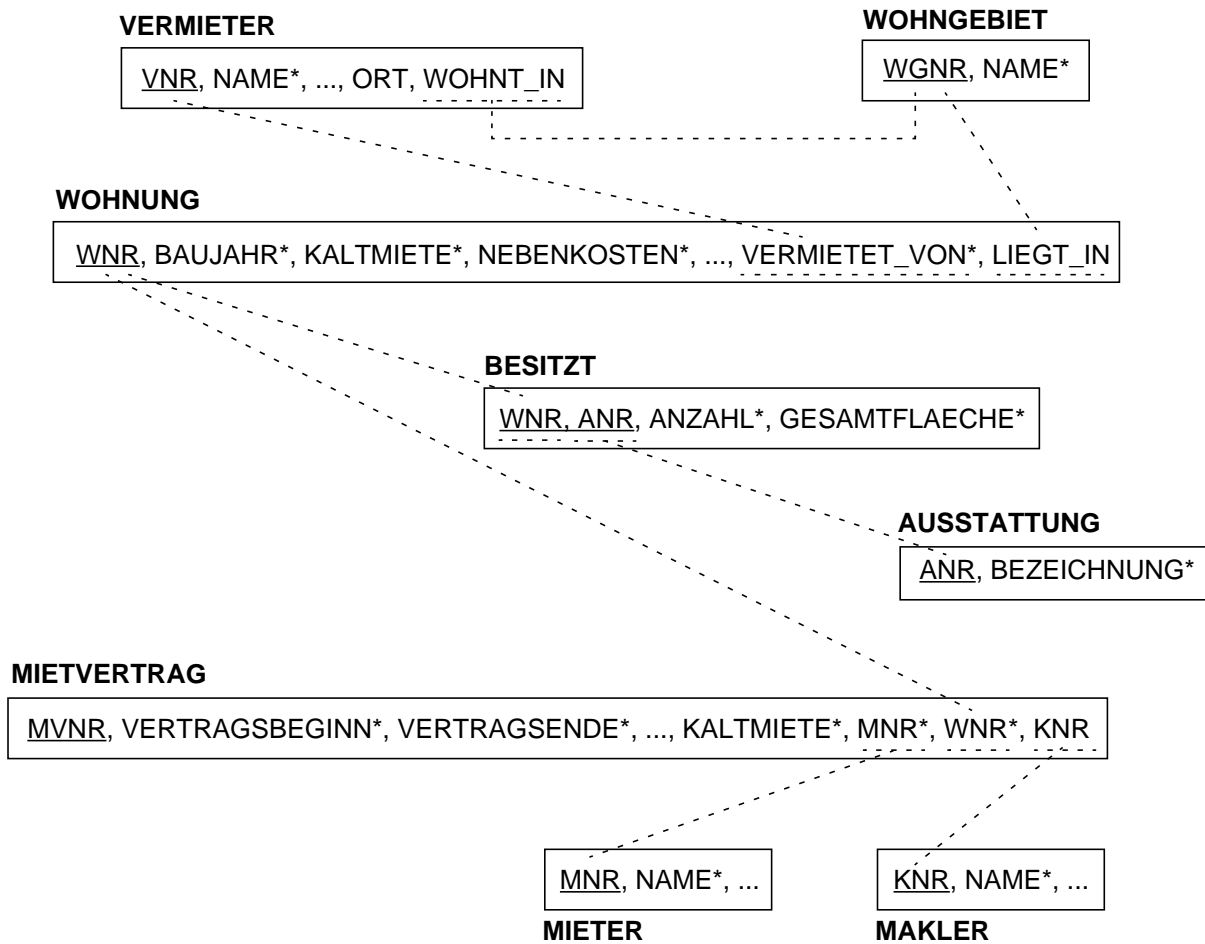 VERMIETER
WOHNGEBIET
VNR, NAME*, ..., ORT, WOHNT_IN
WGNR, NAME*
WOHNUNG
WNR, BAUJAHR*, KALTMIETE*, NEBENKOSTEN*, ..., VERMIETET_VON*, LIEGT_IN
BESITZT
WNR, ANR, ANZAHL*, GESAMTFLAECHE*
AUSSTATTUNG
ANR, BEZEICHNUNG*
MIETVERTRAG
MVNR, VERTRAGSBEGINN*, VERTRAGSENDE*, ..., KALTMIETE*, MNR*, WNR*, KNR
MNR, NAME*, ...
KNR, NAME*, ...
MIETER
MAKLER